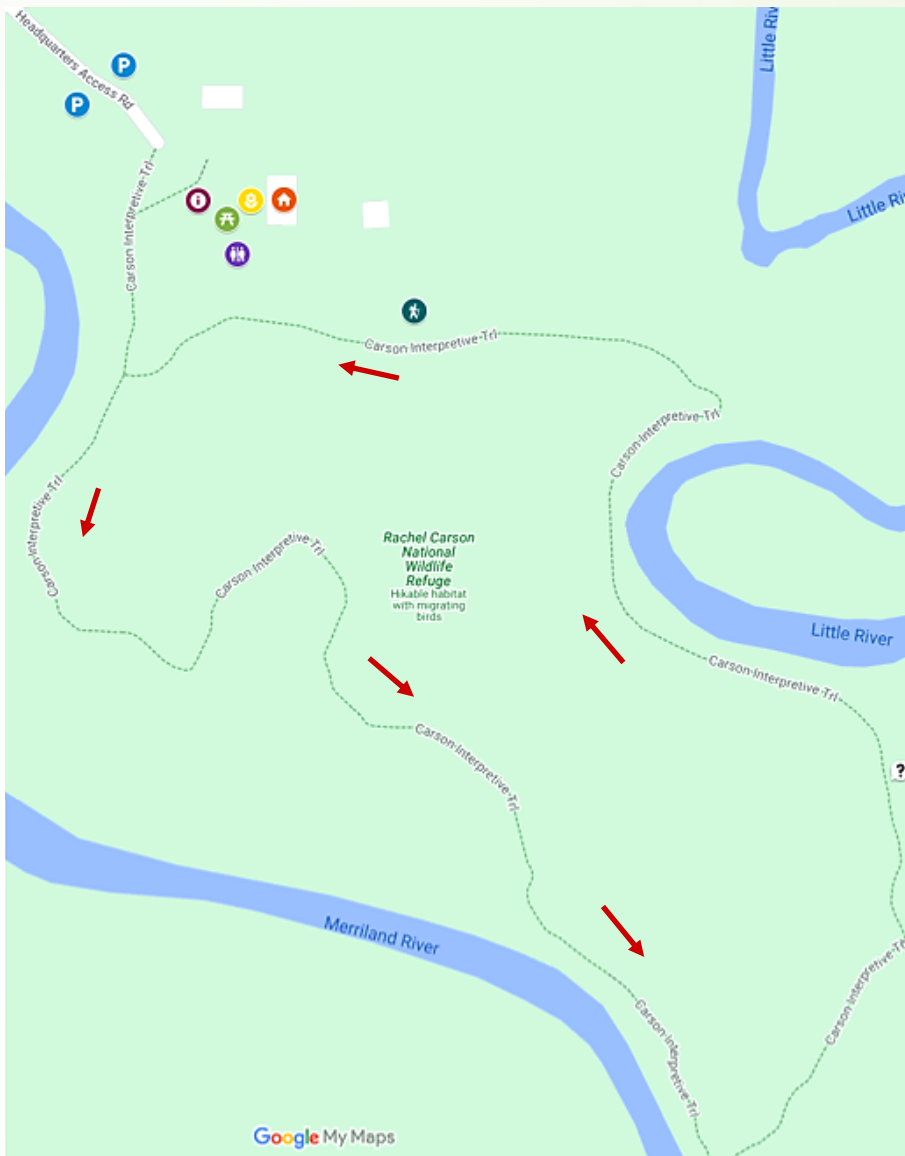 Headquarters Access Rd
P
P
Little Riv
Little Riv
Carson-Interpretive-Trl
i
Carson-Interpretive-Trl
Carson-Interpretive-Trl
Carson-Interpretive-Trl
Carson-Interpretive-Trl
Rachel Carson
National
Wildlife
Refuge
Hikable habitat
with migrating
birds
Little River
Carson-Interpretive-Trl
Carson-Interpretive-Trl
?
Merriland River
Carson-Interpretive-Trl
Carson-Interpretive-Trl
Google My Maps